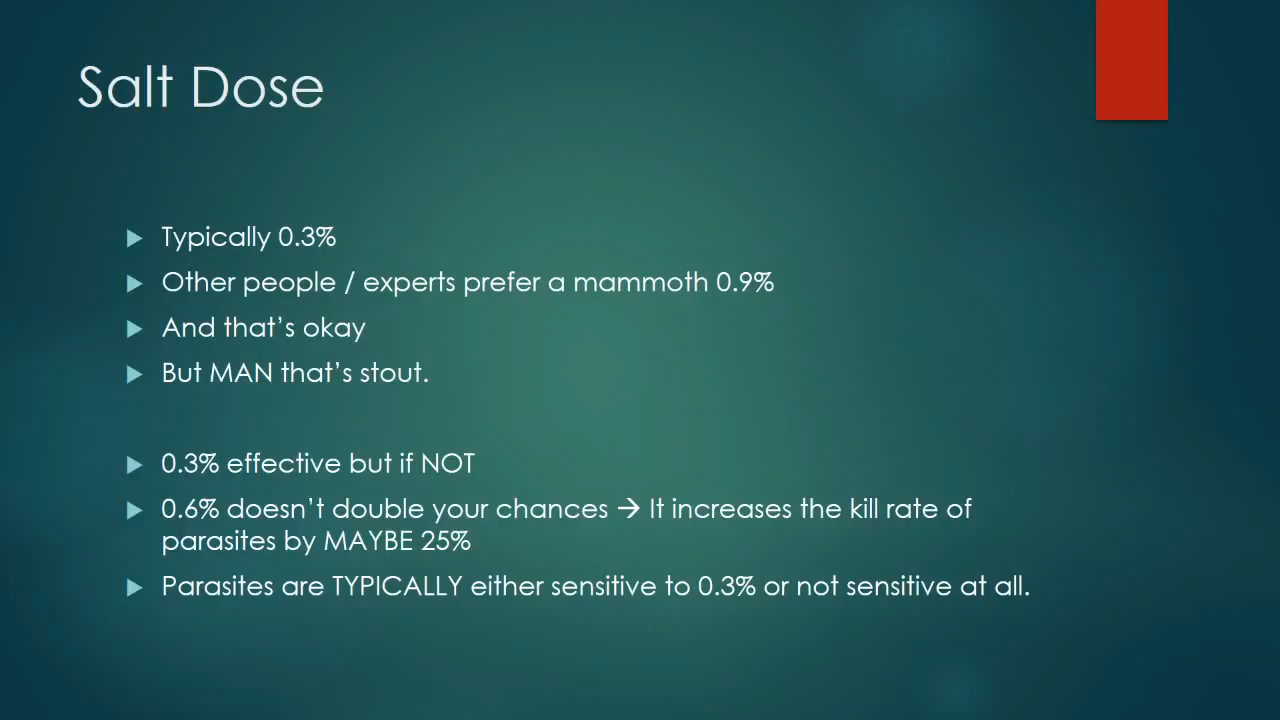 Salt Dose
Typically 0.3%
Other people / experts prefer a mammoth 0.9%
And that's okay
But MAN that's stout.
0.3% effective but if NOT
0.6% doesn't double your chances → It increases the kill rate of
parasites by MAYBE 25%
Parasites are TYPICALLY either sensitive to 0.3% or not sensitive at all.